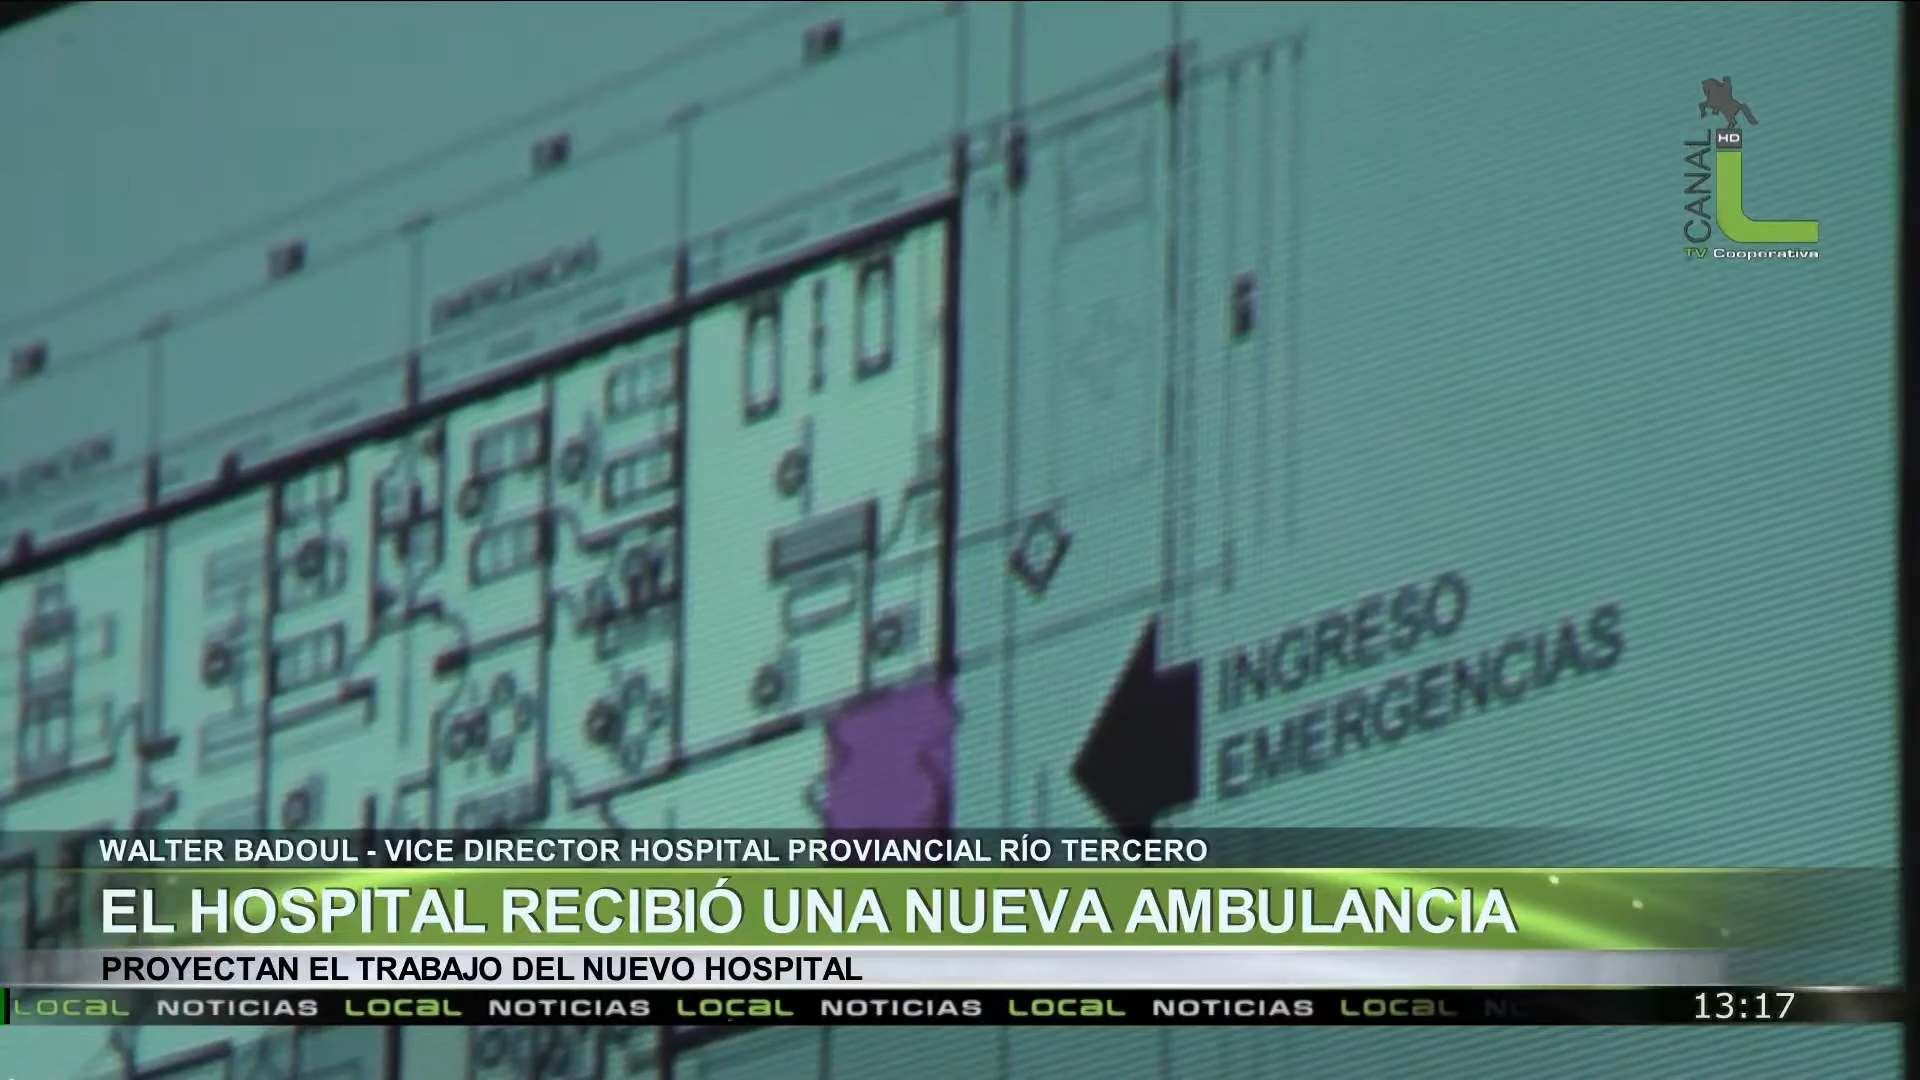 CANAL
HD
TV Cooperativa
EMERGENCIAS
INGRESO
EMERGENCIAS
WALTER BADOUL - VICE DIRECTOR HOSPITAL PROVIANCIAL RÍO TERCERO
EL HOSPITAL RECIBIÓ UNA NUEVA AMBULANCIA
PROYECTAN EL TRABAJO DEL NUEVO HOSPITAL
LOCAL NOTICIAS LOCAL NOTICIAS LOCAL NOTICIAS LOCAL NOTICIAS LOCAL
13:17